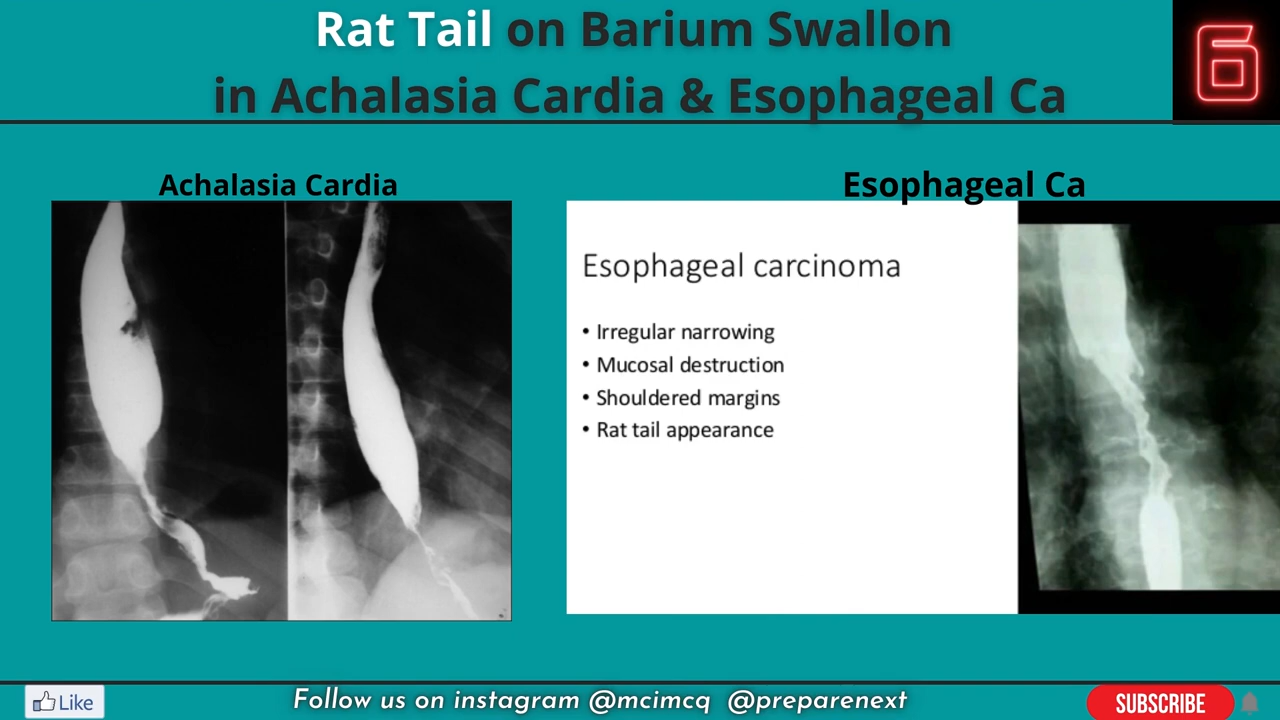 Rat Tail on Barium Swallon
in Achalasia Cardia & Esophageal Ca
6
Achalasia Cardia
Esophageal Ca
Esophageal carcinoma
• Irregular narrowing
• Mucosal destruction
• Shouldered margins
• Rat tail appearance
Like
Follow us on instagram @mcimcq @preparenext
SUBSCRIBE